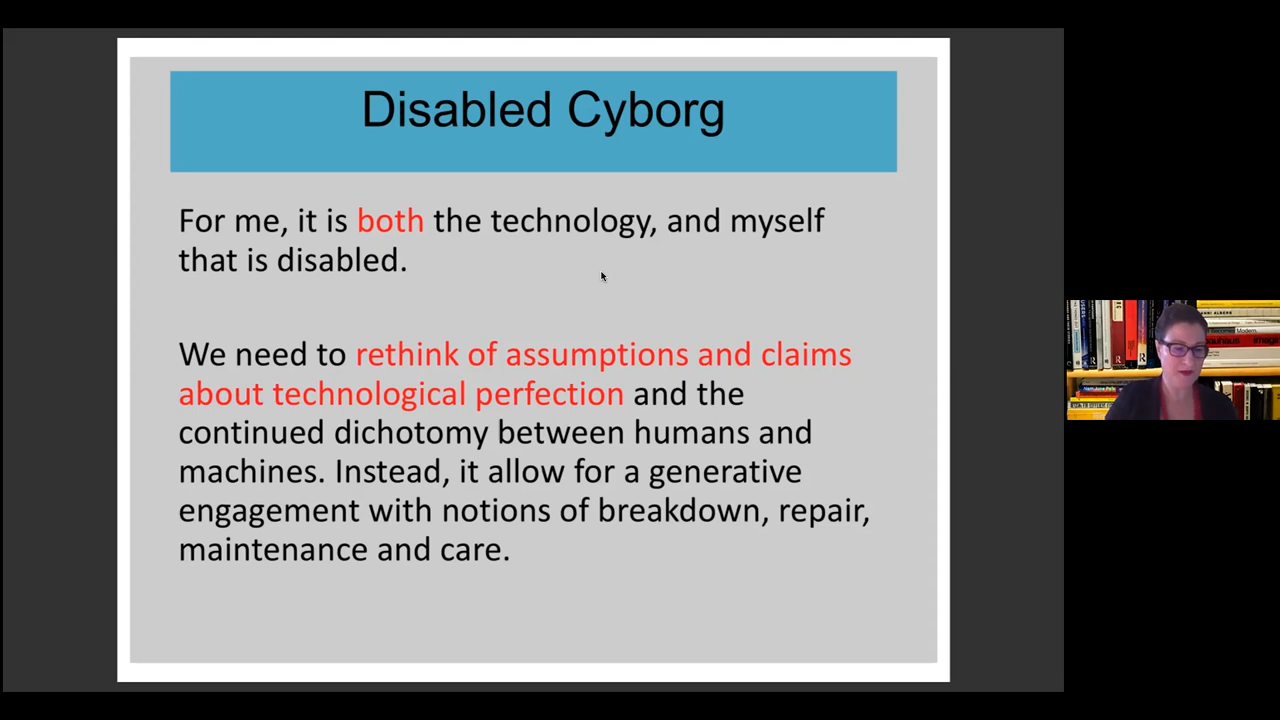 Disabled Cyborg
For me, it is both the technology, and myself
that is disabled.
We need to rethink of assumptions and claims
about technological perfection and the
continued dichotomy between humans and
machines. Instead, it allow for a generative
engagement with notions of breakdown, repair,
maintenance and care.